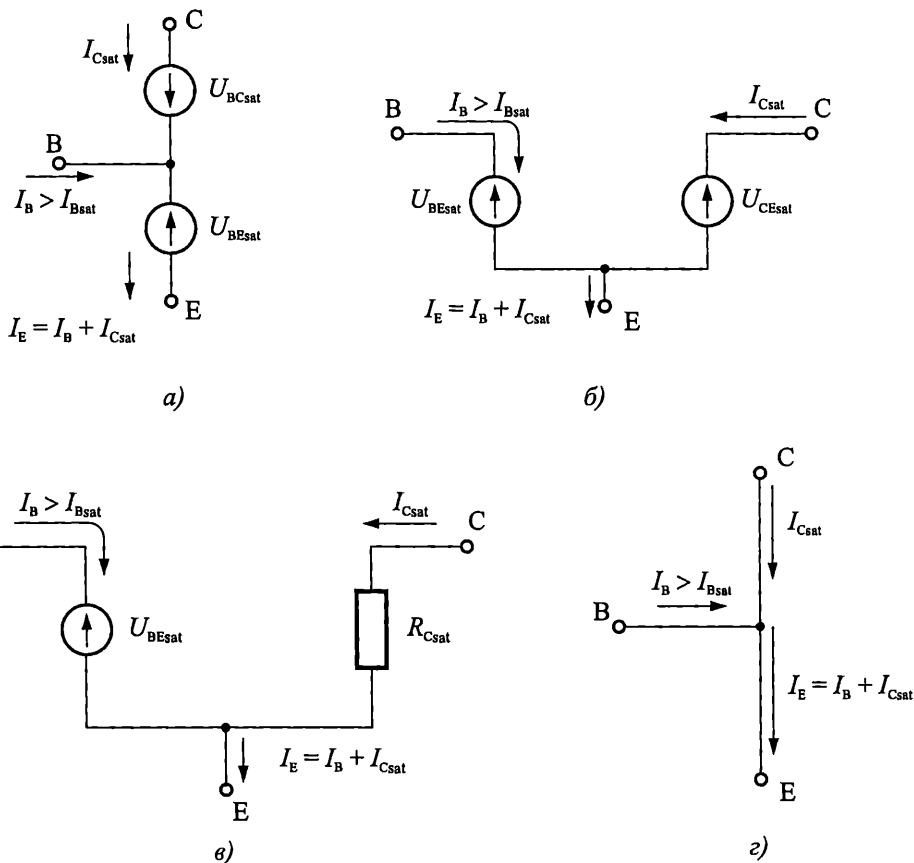 C
I_Csat
U_BCsat
B
I_B > I_Bsat
U_BEsat
E
I_E = I_B + I_Csat
а)
B
I_B > I_Bsat
I_Csat
C
U_BEsat
U_CEsat
I_E = I_B + I_Csat
E
б)
I_B > I_Bsat
I_Csat
C
U_BEsat
R_Csat
I_E = I_B + I_Csat
E
в)
C
I_Csat
I_B > I_Bsat
B
I_E = I_B + I_Csat
E
г)